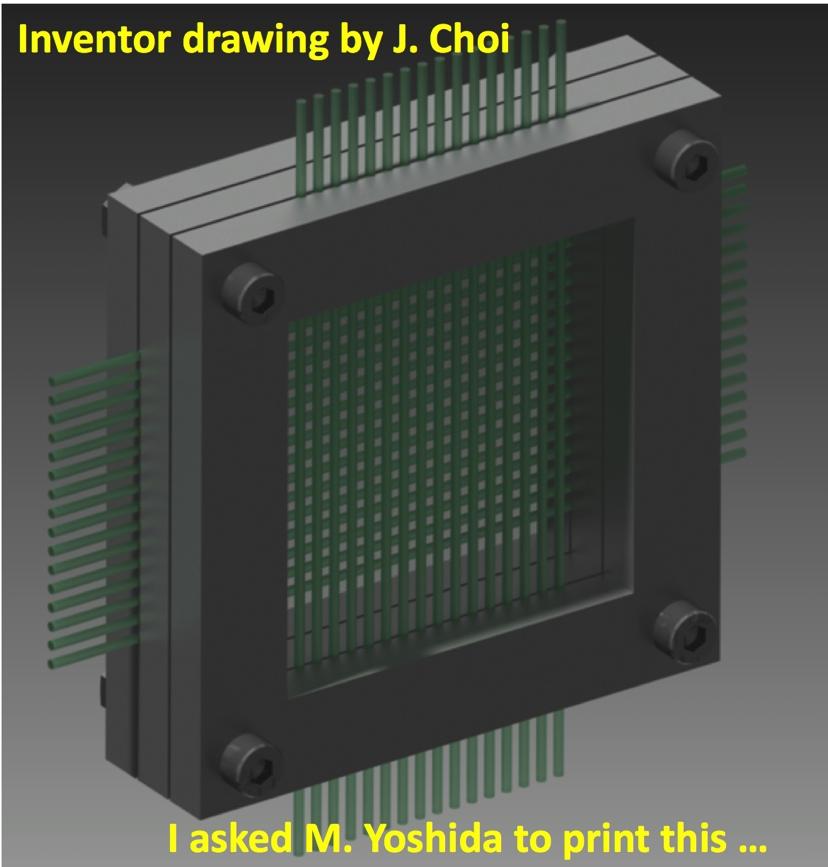 Inventor drawing by J. Choi
I asked M. Yoshida to print this ...